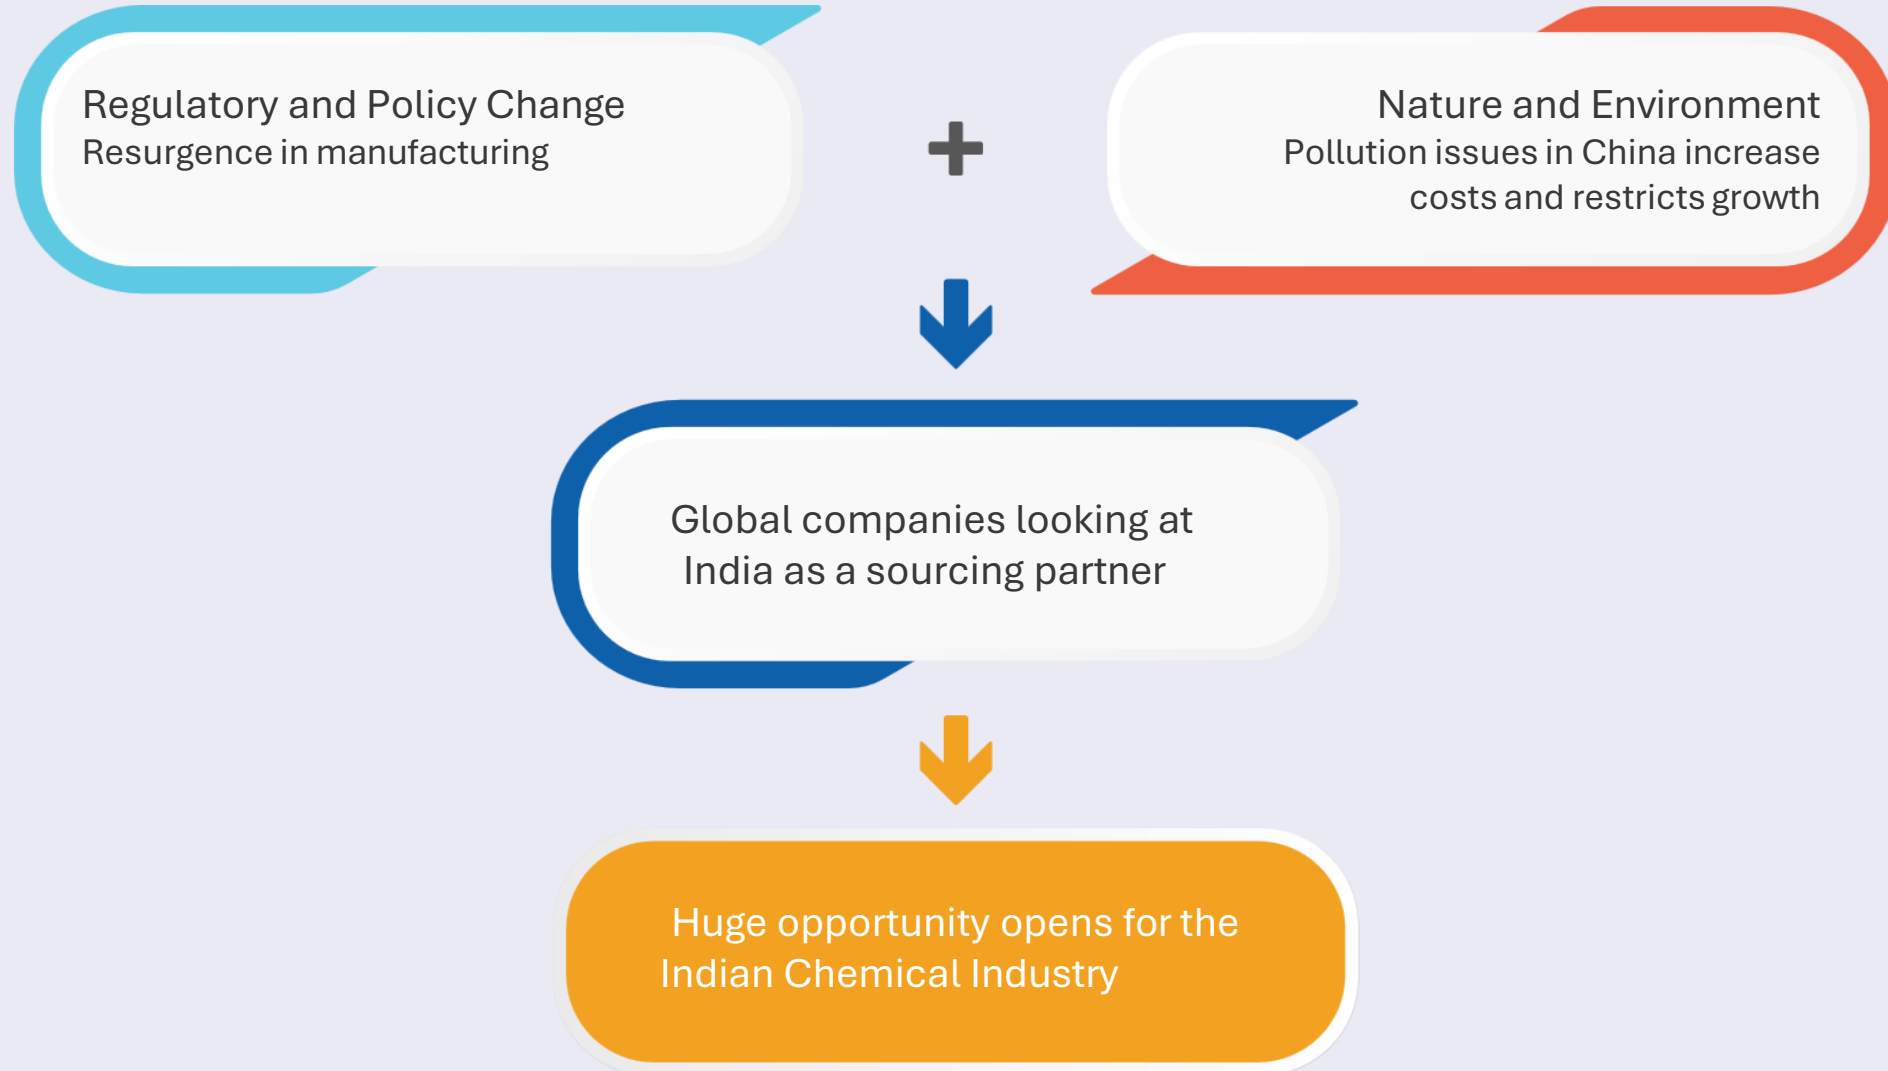 Regulatory and Policy Change
Resurgence in manufacturing
Nature and Environment
Pollution issues in China increase
costs and restricts growth
Global companies looking at
India as a sourcing partner
Huge opportunity opens for the
Indian Chemical Industry